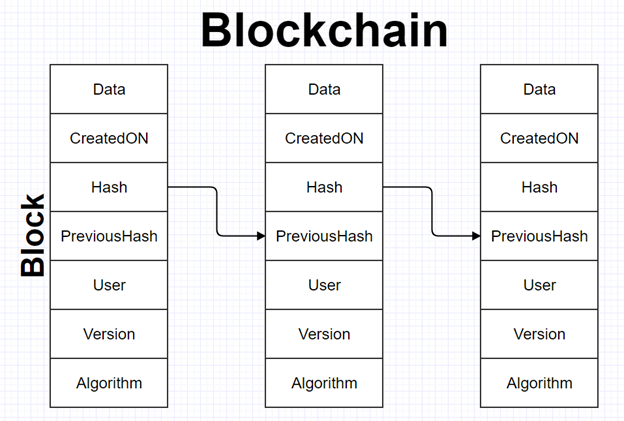 Blockchain
Block
Data
CreatedON
Hash
PreviousHash
User
Version
Algorithm
Data
CreatedON
Hash
PreviousHash
User
Version
Algorithm
Data
CreatedON
Hash
PreviousHash
User
Version
Algorithm